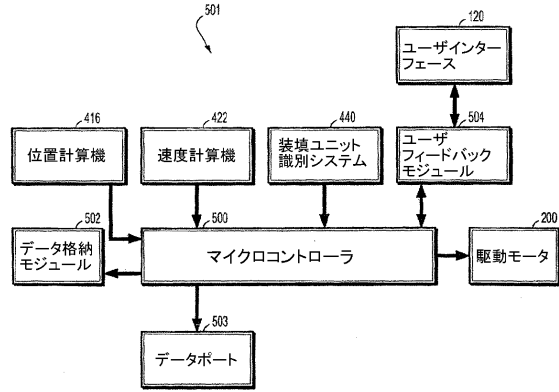 501
120
ユーザインター
フェース
416
位置計算機
422
速度計算機
440
装填ユニット
識別システム
504
ユーザ
フィードバック
モジュール
502
データ格納
モジュール
500
マイクロコントローラ
200
駆動モータ
503
データポート